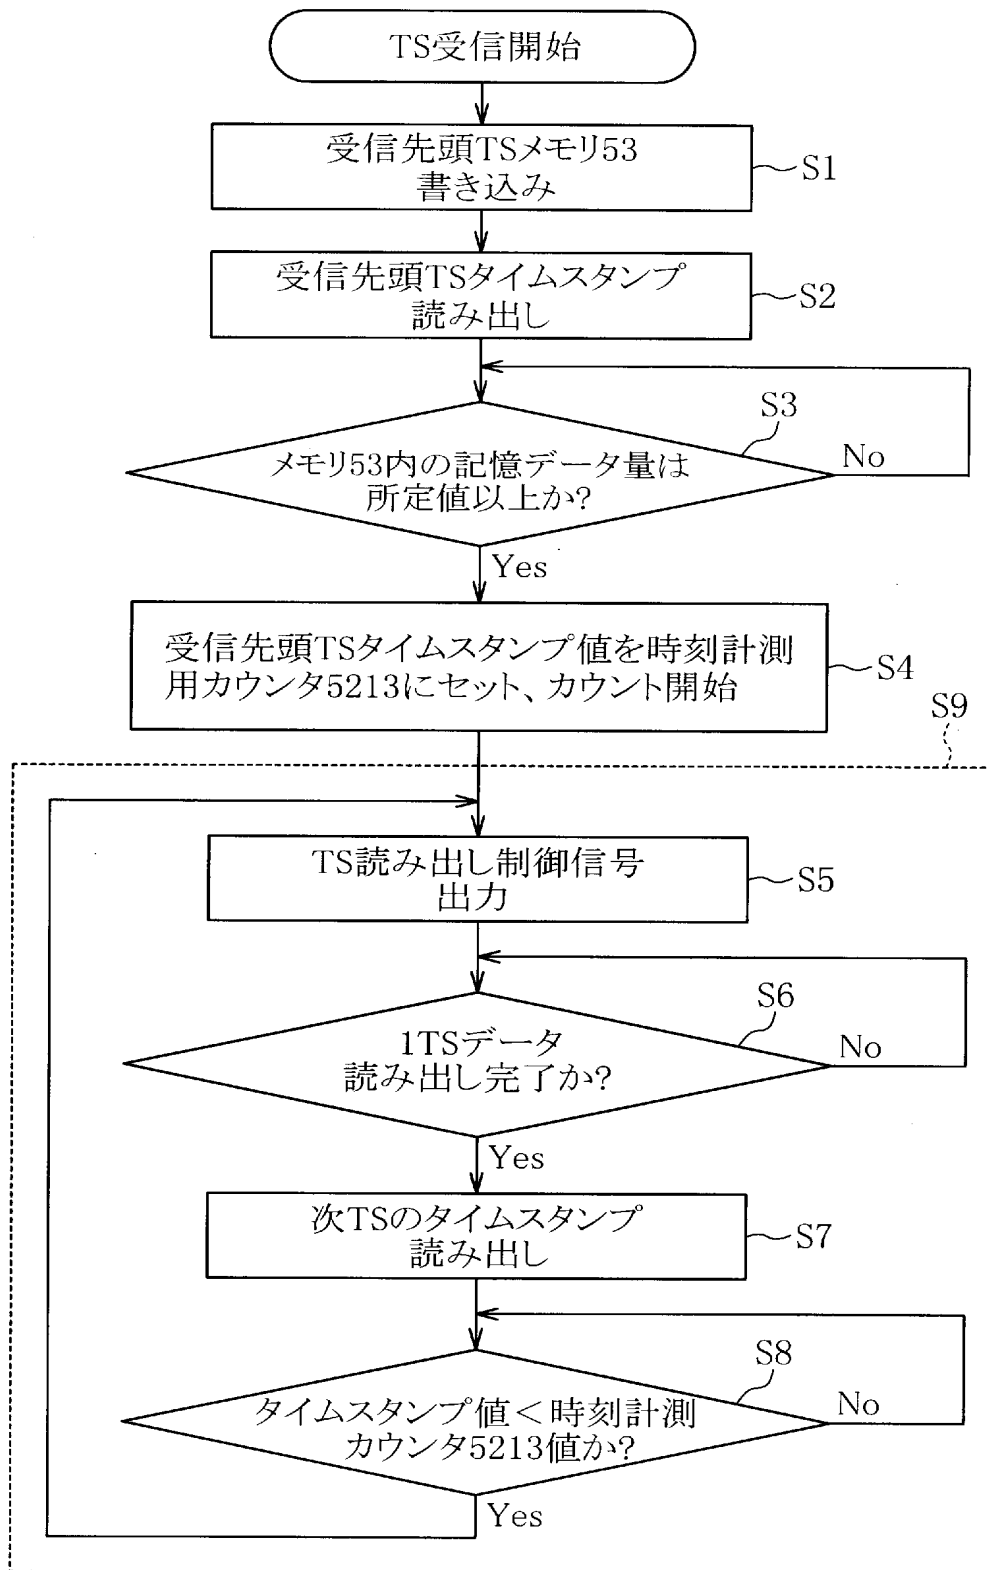 TS受信開始
受信先頭TSメモリ53
書き込み
S1
受信先頭TSタイムスタンプ
読み出し
S2
S3
メモリ53内の記憶データ量は
所定値以上か?
No
Yes
受信先頭TSタイムスタンプ値を時刻計測
用カウンタ5213にセット、カウント開始
S4
S9
TS読み出し制御信号
出力
S5
S6
1TSデータ
読み出し完了か?
No
Yes
次TSのタイムスタンプ
読み出し
S7
S8
タイムスタンプ値<時刻計測
カウンタ5213値か?
No
Yes